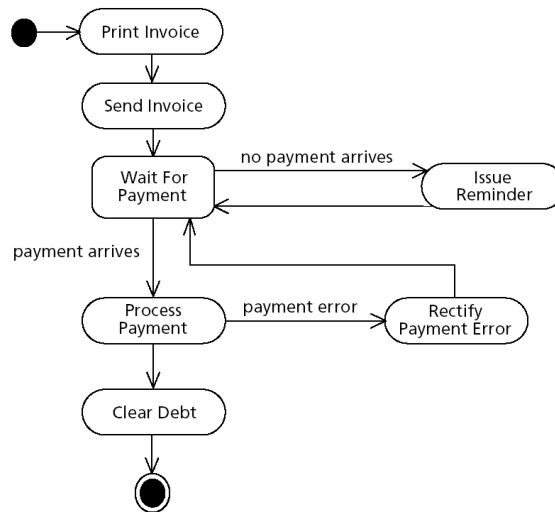 Print Invoice
Send Invoice
no payment arrives
Wait For
Payment
Issue
Reminder
payment arrives
Process
Payment
payment error
Rectify
Payment Error
Clear Debt